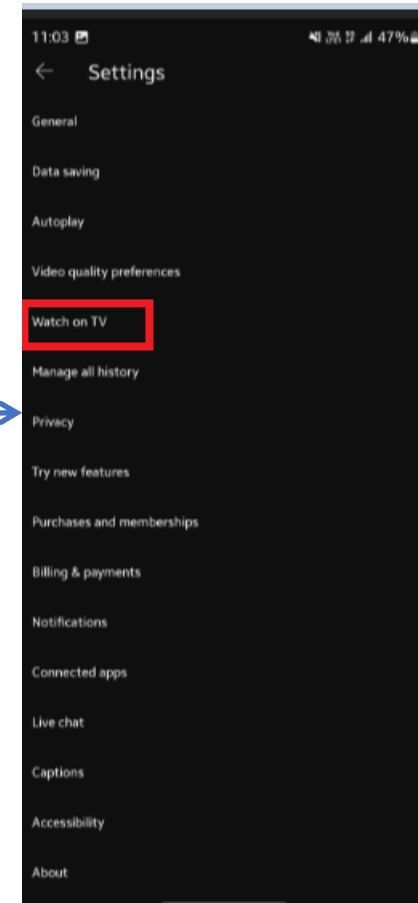 11:03 47%
Settings
General
Data saving
Autoplay
Video quality preferences
Watch on TV
Manage all history
Privacy
Try new features
Purchases and memberships
Billing & payments
Notifications
Connected apps
Live chat
Captions
Accessibility
About